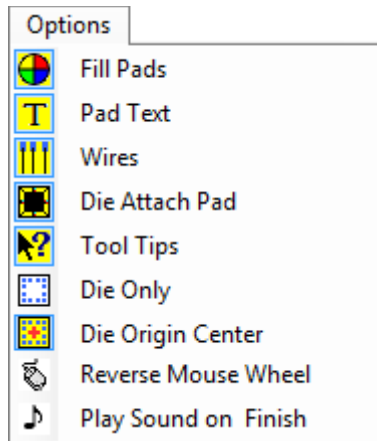 Options
Fill Pads
T Pad Text
Wires
Die Attach Pad
? Tool Tips
Die Only
Die Origin Center
Reverse Mouse Wheel
Play Sound on  Finish